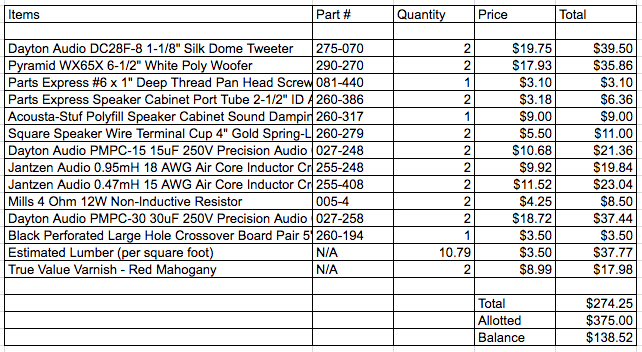 Items Part # Quantity Price Total
Dayton Audio DC28F-8 1-1/8" Silk Dome Tweeter 275-070 2 $19.75 $39.50
Pyramid WX65X 6-1/2" White Poly Woofer 290-270 2 $17.93 $35.86
Parts Express #6 x 1" Deep Thread Pan Head Screw 081-440 1 $3.10 $3.10
Parts Express Speaker Cabinet Port Tube 2-1/2" ID 260-386 2 $3.18 $6.36
Acousta-Stuf Polyfill Speaker Cabinet Sound Dampin 260-317 1 $9.00 $9.00
Square Speaker Wire Terminal Cup 4" Gold Spring-L 260-279 2 $5.50 $11.00
Dayton Audio PMPC-15 15uF 250V Precision Audio 027-248 2 $10.68 $21.36
Jantzen Audio 0.95mH 18 AWG Air Core Inductor Cr 255-248 2 $9.92 $19.84
Jantzen Audio 0.47mH 15 AWG Air Core Inductor Cr 255-408 2 $11.52 $23.04
Mills 4 Ohm 12W Non-Inductive Resistor 005-4 2 $4.25 $8.50
Dayton Audio PMPC-30 30uF 250V Precision Audio 027-258 2 $18.72 $37.44
Black Perforated Large Hole Crossover Board Pair 5" 260-194 1 $3.50 $3.50
Estimated Lumber (per square foot) N/A 10.79 $3.50 $37.77
True Value Varnish - Red Mahogany N/A 2 $8.99 $17.98
Total $274.25
Allotted $375.00
Balance $138.52